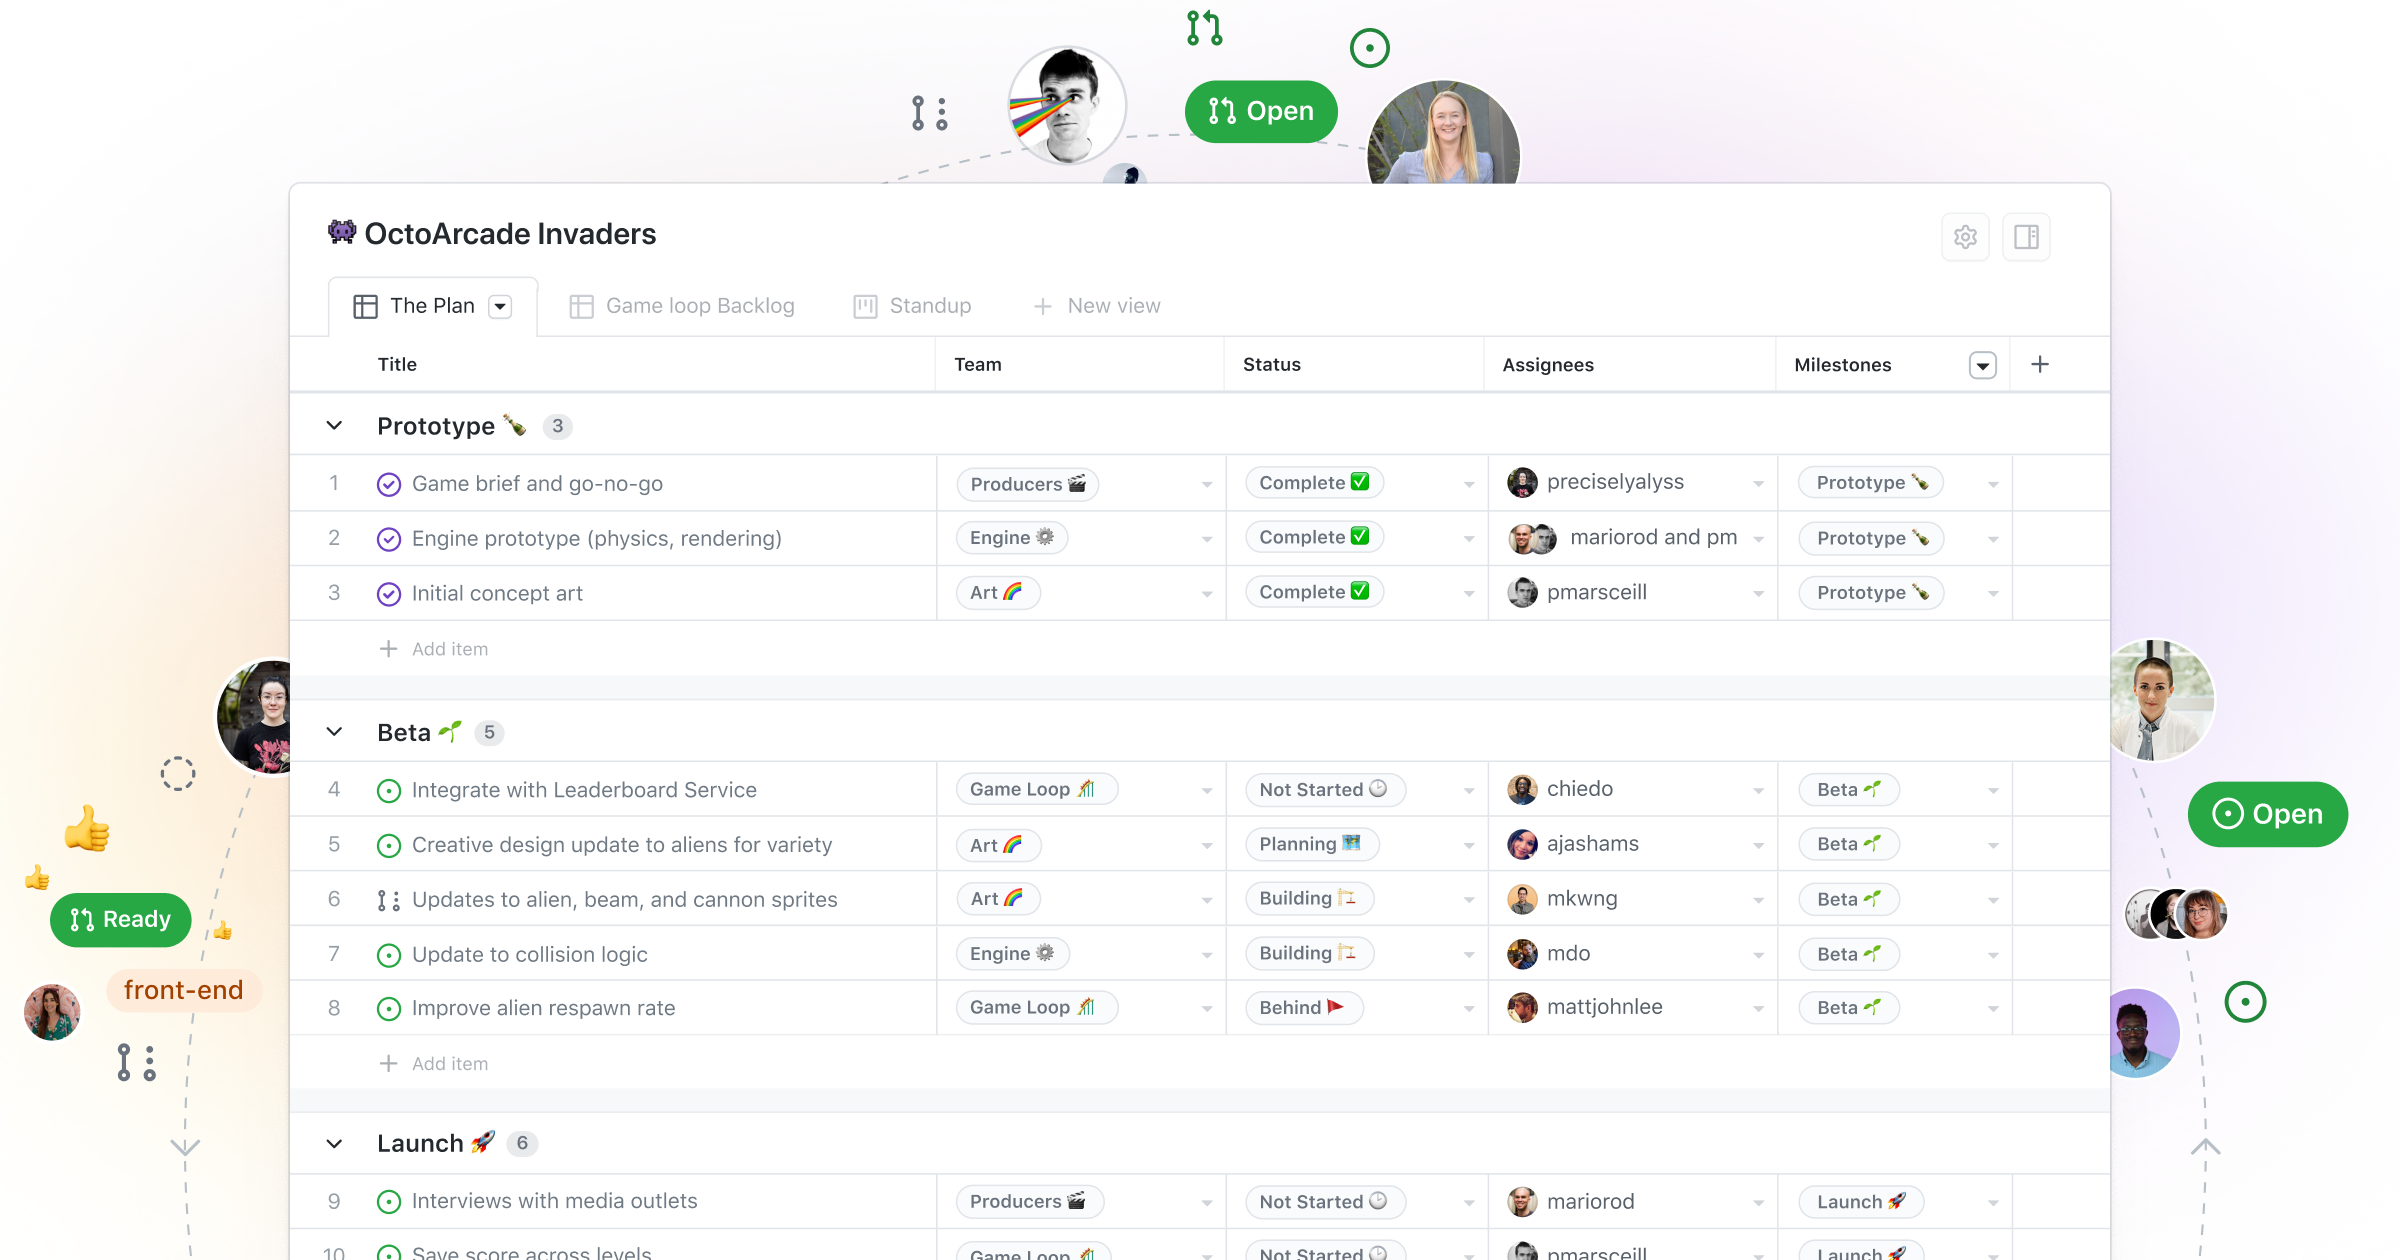 Open
OctoArcade Invaders
The Plan Game loop Backlog Standup New view
Title Team Status Assignees Milestones
Prototype 3
1 Game brief and go-no-go Producers Complete preciselyalyss Prototype
2 Engine prototype (physics, rendering) Engine Complete mariorod and pm Prototype
3 Initial concept art Art Complete pmarsceill Prototype
Add item
Beta 5
4 Integrate with Leaderboard Service Game Loop Not Started chiedo Beta
Open
5 Creative design update to aliens for variety Art Planning ajashams Beta
6 Updates to alien, beam, and cannon sprites Art Building mkwng Beta
Ready
7 Update to collision logic Engine Building mdo Beta
front-end
8 Improve alien respawn rate Game Loop Behind mattjohnlee Beta
Add item
Launch 6
9 Interviews with media outlets Producers Not Started mariorod Launch
10 Save score across levels Game Loop Not Started pmarsceill Launch